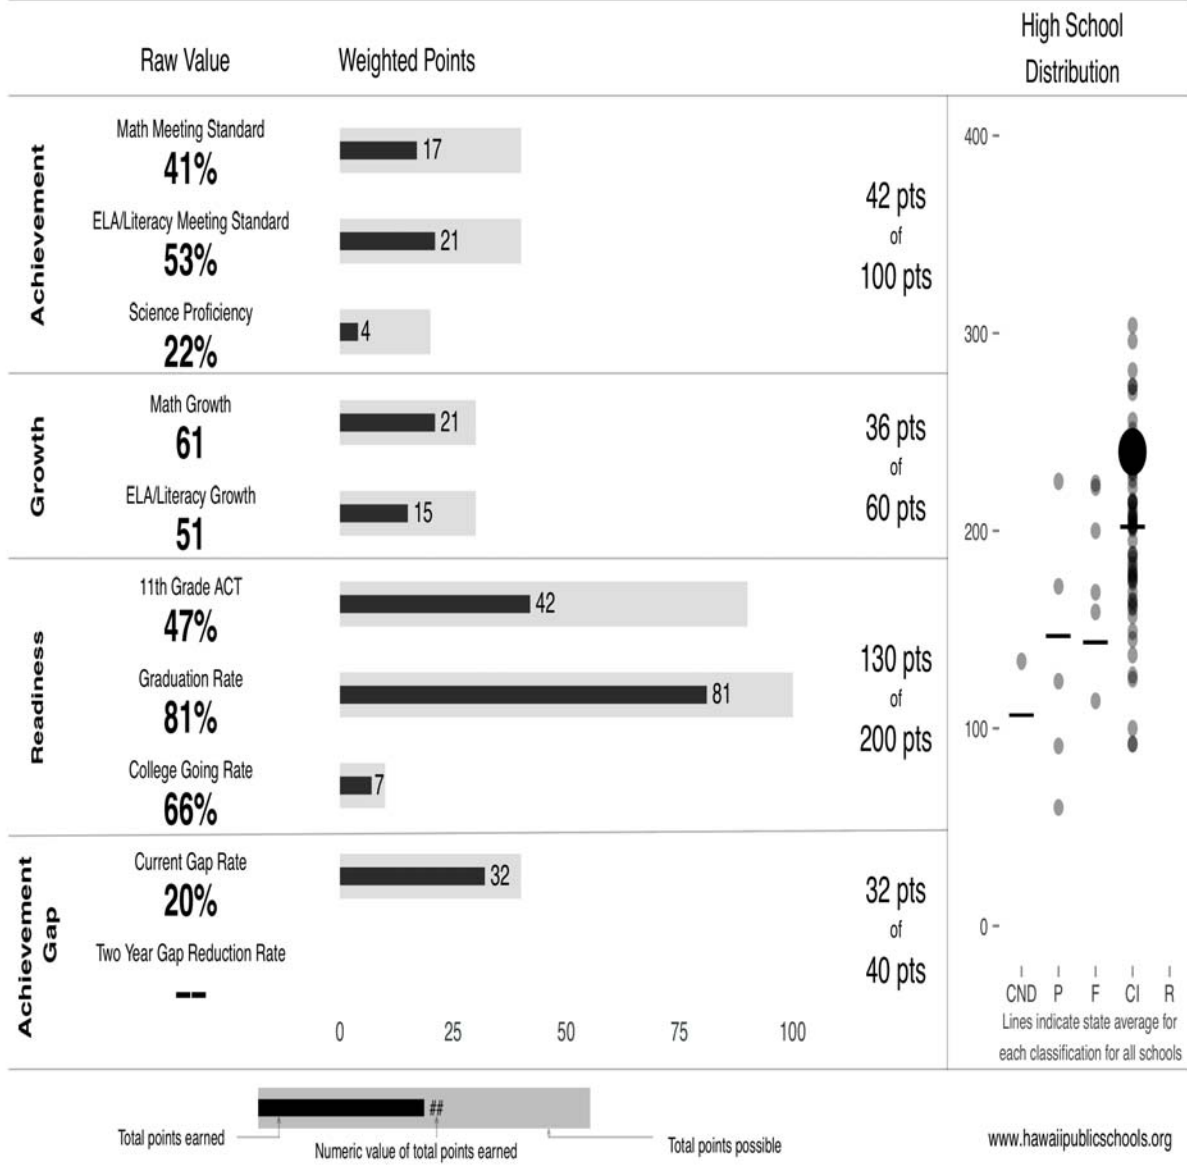 High School
Distribution
Raw Value
Weighted Points
Achievement
Math Meeting Standard
41%
17
ELA/Literacy Meeting Standard
53%
21
Science Proficiency
22%
4
42 pts
of
100 pts
Growth
Math Growth
61
21
ELA/Literacy Growth
51
15
36 pts
of
60 pts
Readiness
11th Grade ACT
47%
42
Graduation Rate
81%
81
College Going Rate
66%
7
130 pts
of
200 pts
Achievement
Gap
Current Gap Rate
20%
32
Two Year Gap Reduction Rate
--
32 pts
of
40 pts
0 25 50 75 100
400
300
200
100
0
CND P F CI R
Lines indicate state average for
each classification for all schools
##
Total points earned
Numeric value of total points earned
Total points possible
www.hawaiipublicschools.org